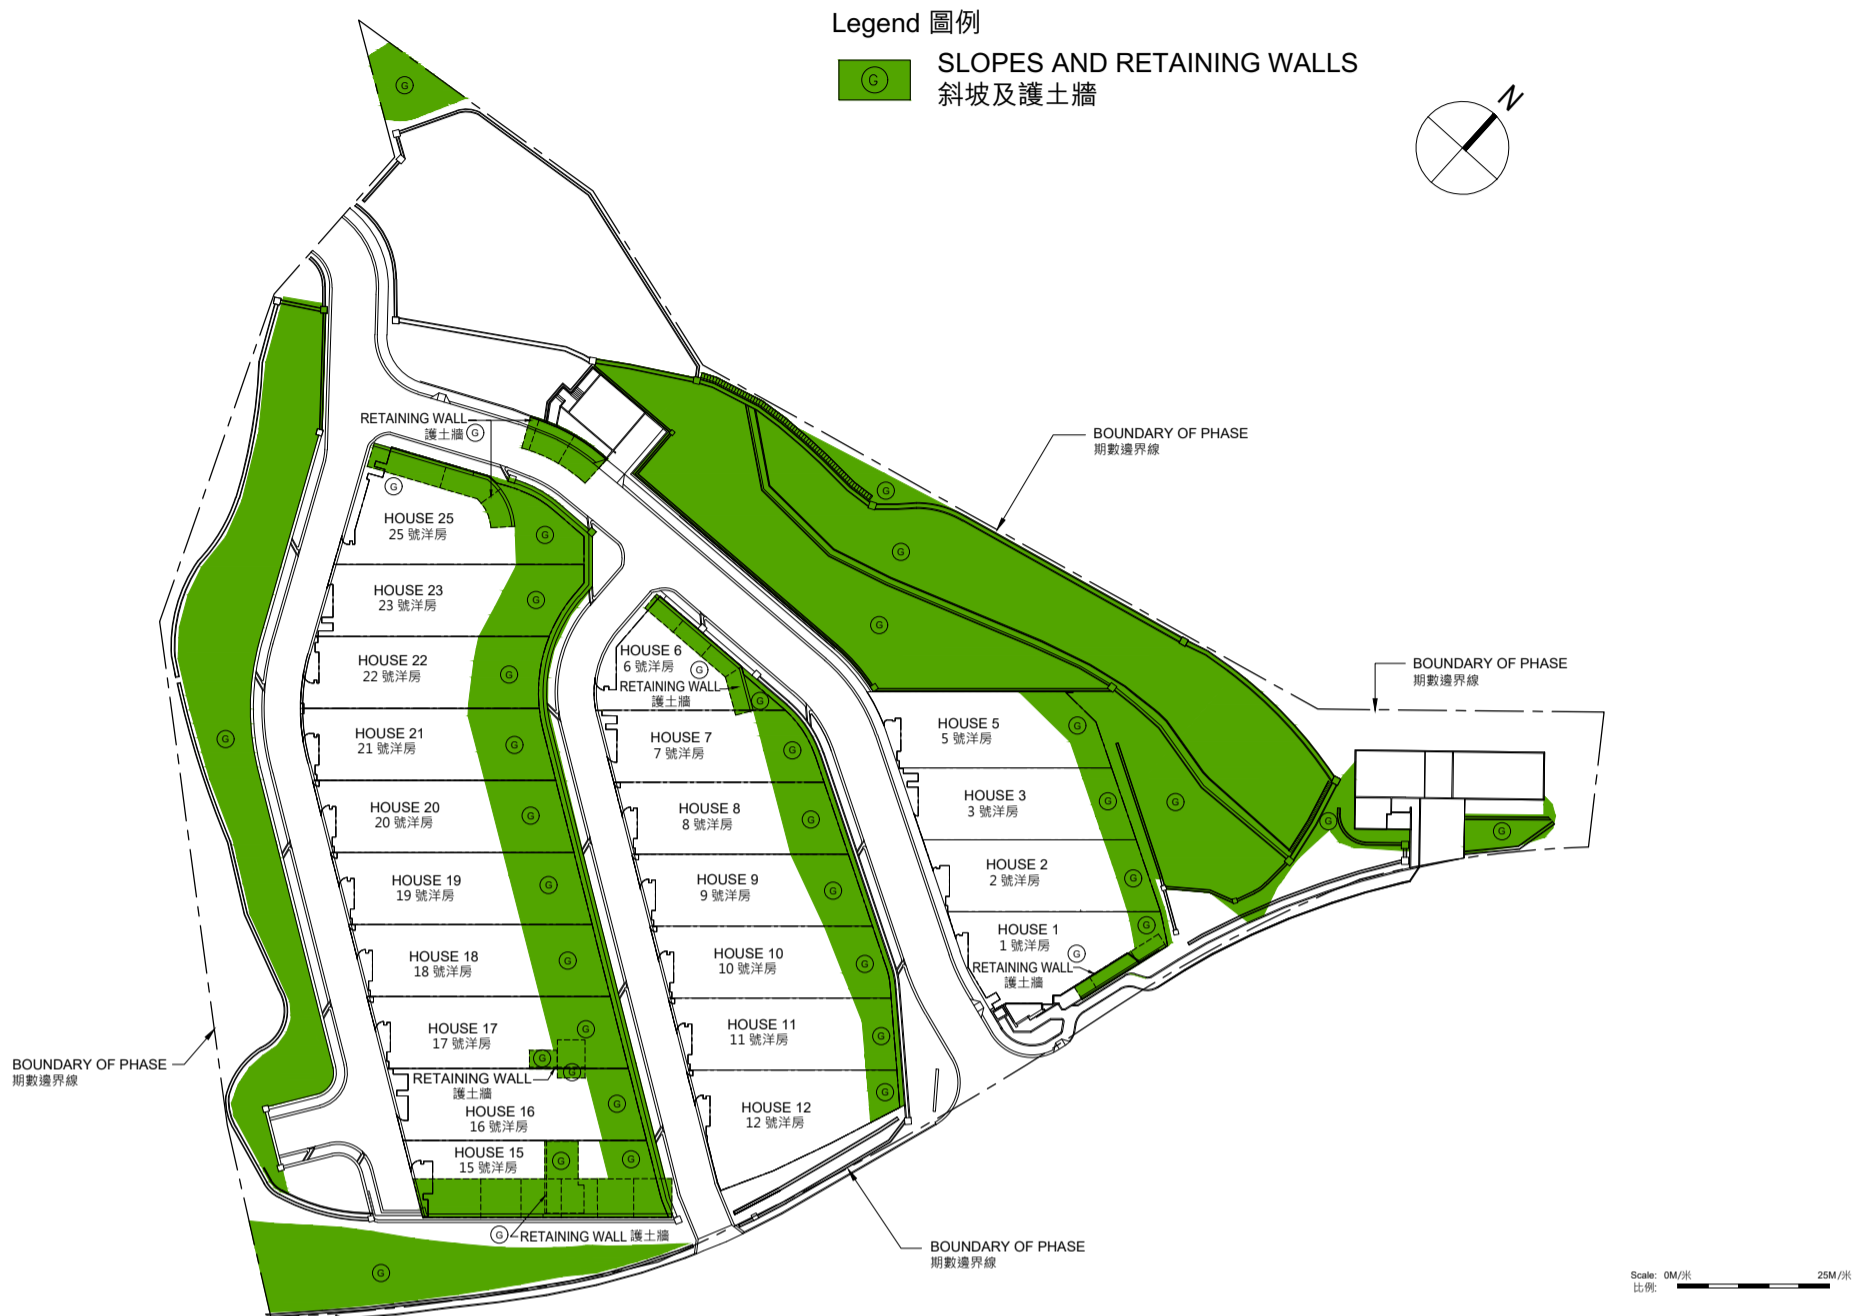 Legend 圖例
G
SLOPES AND RETAINING WALLS
斜坡及護土牆
N
G
RETAINING WALL
護土牆 G
BOUNDARY OF PHASE
期數邊界線
G
G
HOUSE 25
25 號洋房
G
G
HOUSE 23
23 號洋房
G
G
HOUSE 22
22 號洋房
G
HOUSE 6
6 號洋房
G
RETAINING WALL
護土牆
G
BOUNDARY OF PHASE
期數邊界線
G
HOUSE 21
21 號洋房
G
HOUSE 7
7 號洋房
G
HOUSE 5
5 號洋房
G
HOUSE 20
20 號洋房
G
HOUSE 8
8 號洋房
G
HOUSE 3
3 號洋房
G
G
G
G
HOUSE 19
19 號洋房
G
HOUSE 9
9 號洋房
G
HOUSE 2
2 號洋房
G
HOUSE 18
18 號洋房
G
HOUSE 10
10 號洋房
G
HOUSE 1
1 號洋房
G
G
RETAINING WALL
護土牆
HOUSE 17
17 號洋房
G
G
G
HOUSE 11
11 號洋房
G
BOUNDARY OF PHASE
期數邊界線
RETAINING WALL
護土牆
HOUSE 16
16 號洋房
G
HOUSE 12
12 號洋房
G
HOUSE 15
15 號洋房
G
G
G RETAINING WALL 護土牆
G
BOUNDARY OF PHASE
期數邊界線
Scale: 0M/米 25M/米
比例: